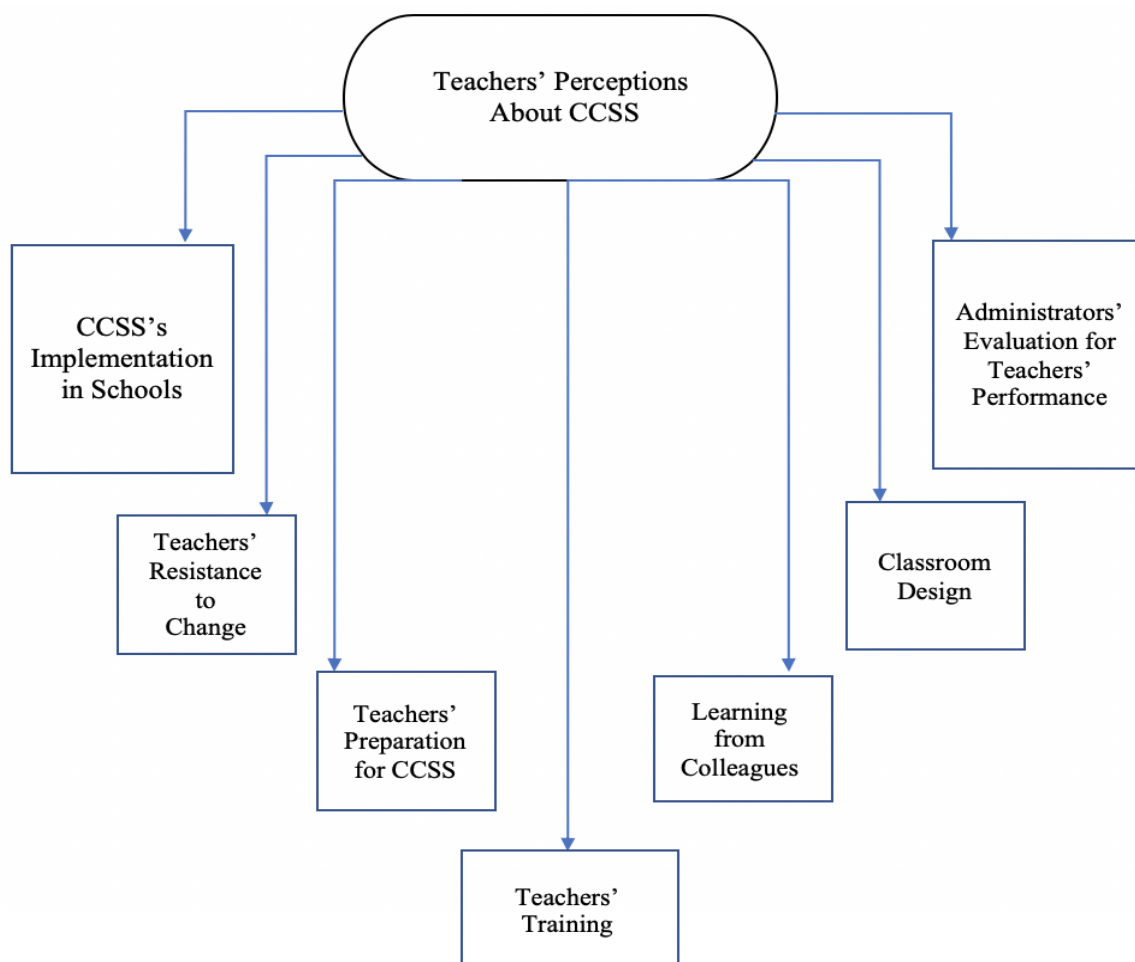 Teachers’ Perceptions
About CCSS
CCSS’s
Implementation
in Schools
Teachers’
Resistance
to
Change
Teachers’
Preparation
for CCSS
Teachers’
Training
Learning
from
Colleagues
Classroom
Design
Administrators’
Evaluation for
Teachers’
Performance